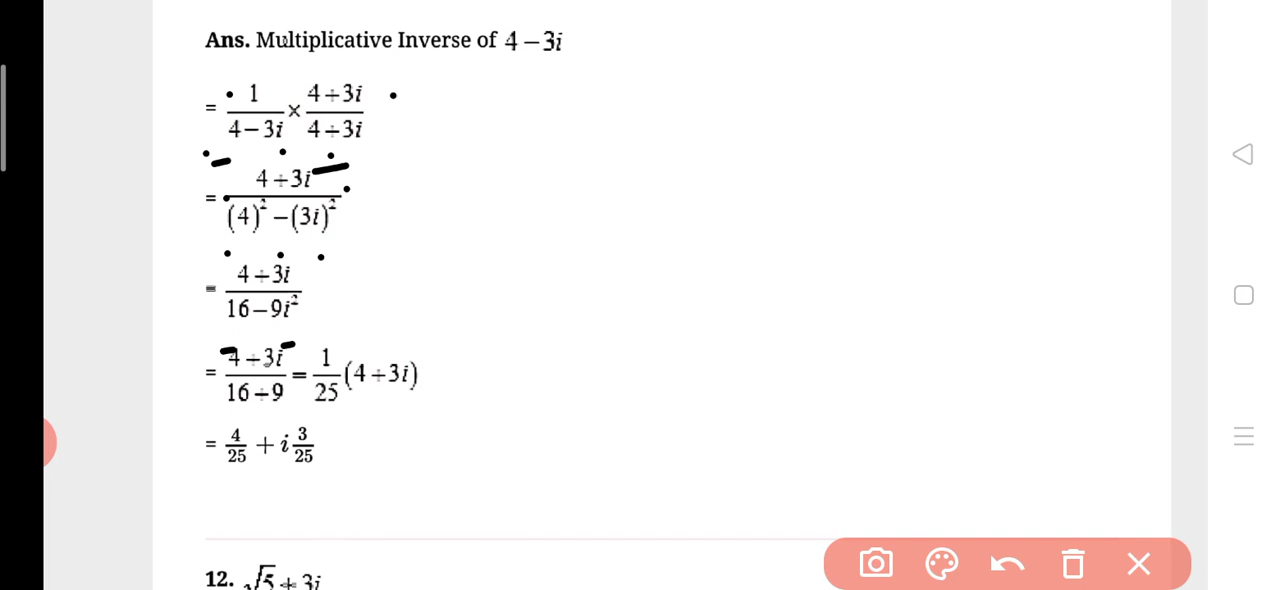 Ans. Multiplicative Inverse of 4 − 3i
= 1/(4 − 3i) × (4 + 3i)/(4 + 3i)
= (4 + 3i)/((4)² − (3i)²)
= (4 + 3i)/(16 − 9i²)
= (4 + 3i)/(16 + 9) = 1/25 (4 + 3i)
= 4/25 + i 3/25
12. √5 + 3i